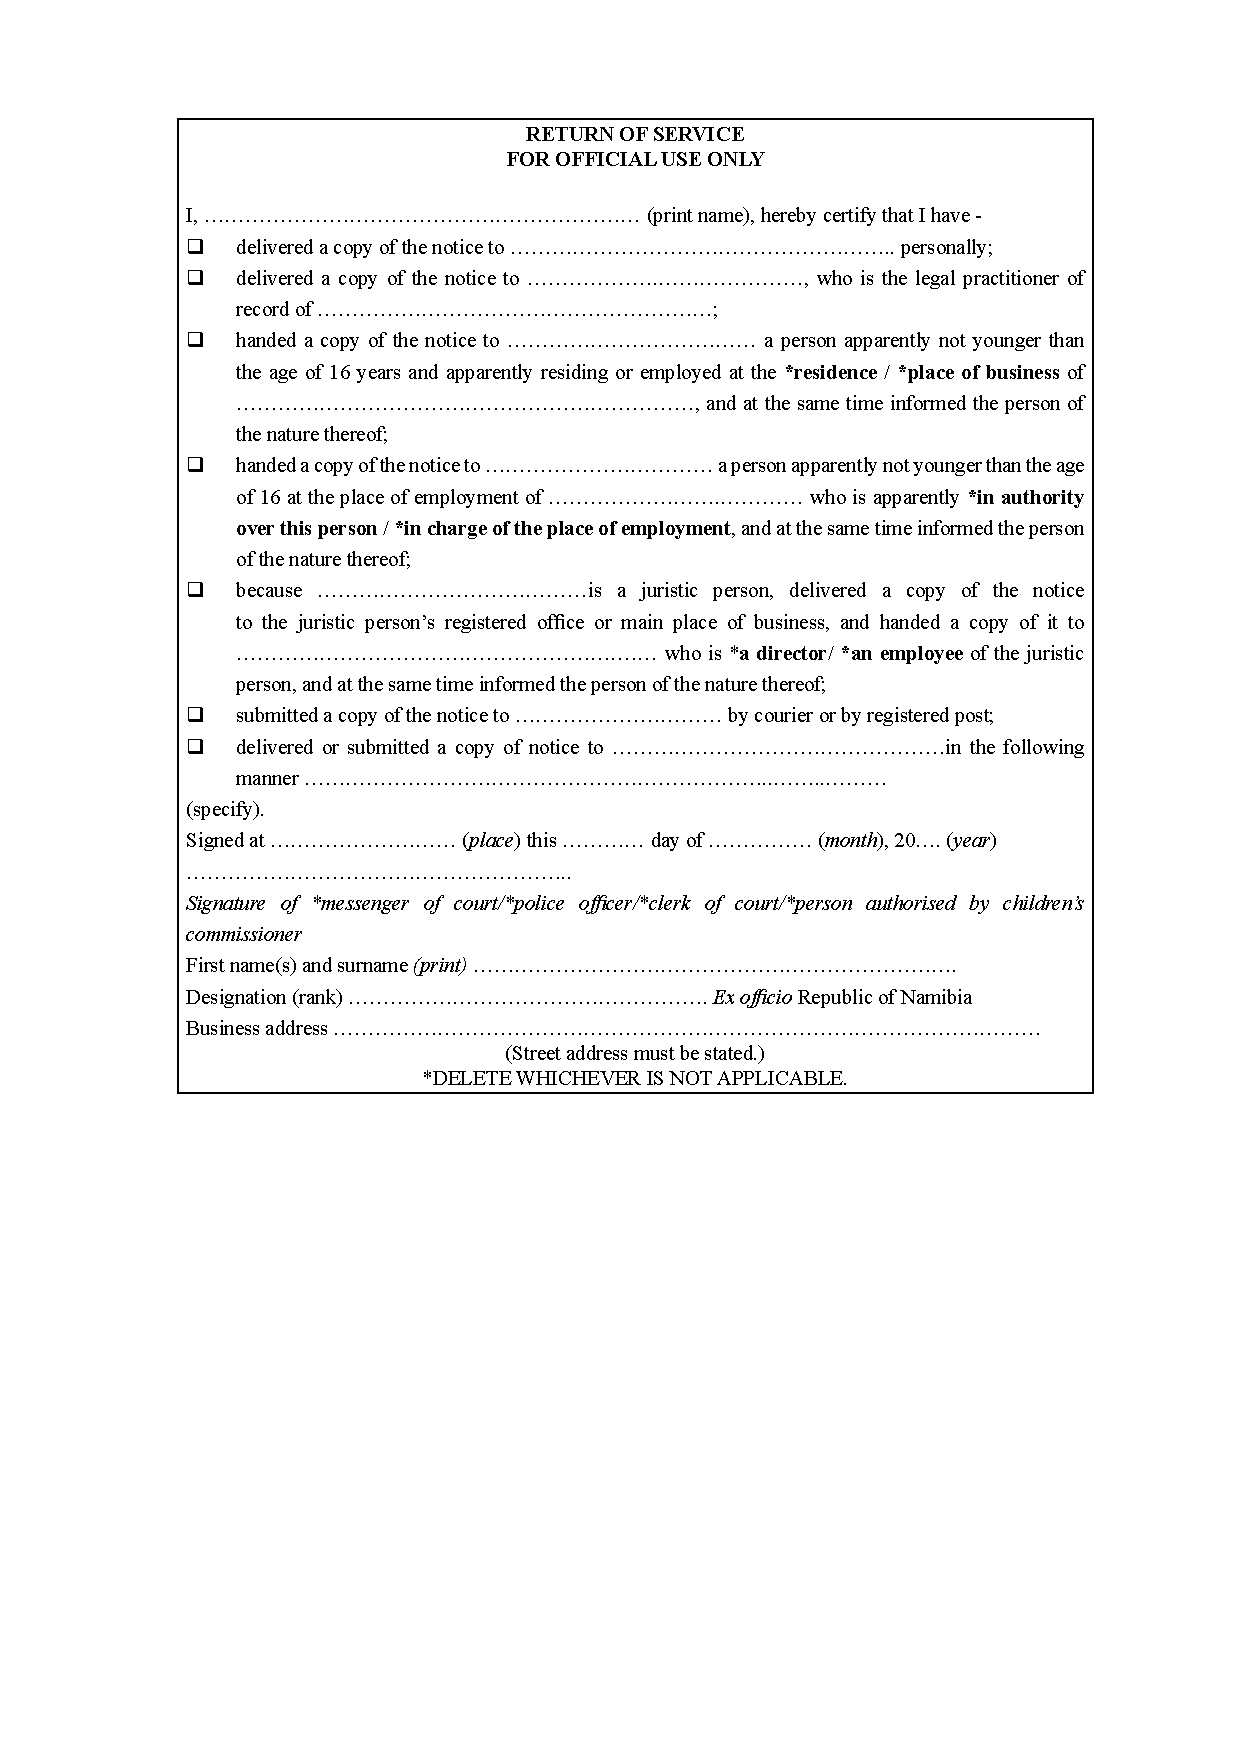 RETURN OF SERVICE
FOR OFFICIAL USE ONLY
I, ……………………………………………………… (print name), hereby certify that I have -
❑ delivered a copy of the notice to ……………………………………………….. personally;
❑ delivered a copy of the notice to …………………………………, who is the legal practitioner of
record of …………………………………………………;
❑ handed a copy of the notice to ……………………………… a person apparently not younger than
the age of 16 years and apparently residing or employed at the *residence / *place of business of
…………………………………………………………, and at the same time informed the person of
the nature thereof;
❑ handed a copy of the notice to …………………………… a person apparently not younger than the age
of 16 at the place of employment of ……………………………… who is apparently *in authority
over this person / *in charge of the place of employment, and at the same time informed the person
of the nature thereof;
❑ because …………………………………is a juristic person, delivered a copy of the notice
to the juristic person’s registered office or main place of business, and handed a copy of it to
…………………………………………………… who is *a director/ *an employee of the juristic
person, and at the same time informed the person of the nature thereof;
❑ submitted a copy of the notice to ………………………… by courier or by registered post;
❑ delivered or submitted a copy of notice to …………………………………………in the following
manner …………………………………………………………..……..………
(specify).
Signed at ……………………… (place) this ………… day of …………… (month), 20…. (year)
………………………………………………..
Signature of *messenger of court/*police officer/*clerk of court/*person authorised by children’s
commissioner
First name(s) and surname (print) …………………………………………………………….
Designation (rank) ……………………………………………. Ex officio Republic of Namibia
Business address …………………………………………………………………………………………
(Street address must be stated.)
*DELETE WHICHEVER IS NOT APPLICABLE.